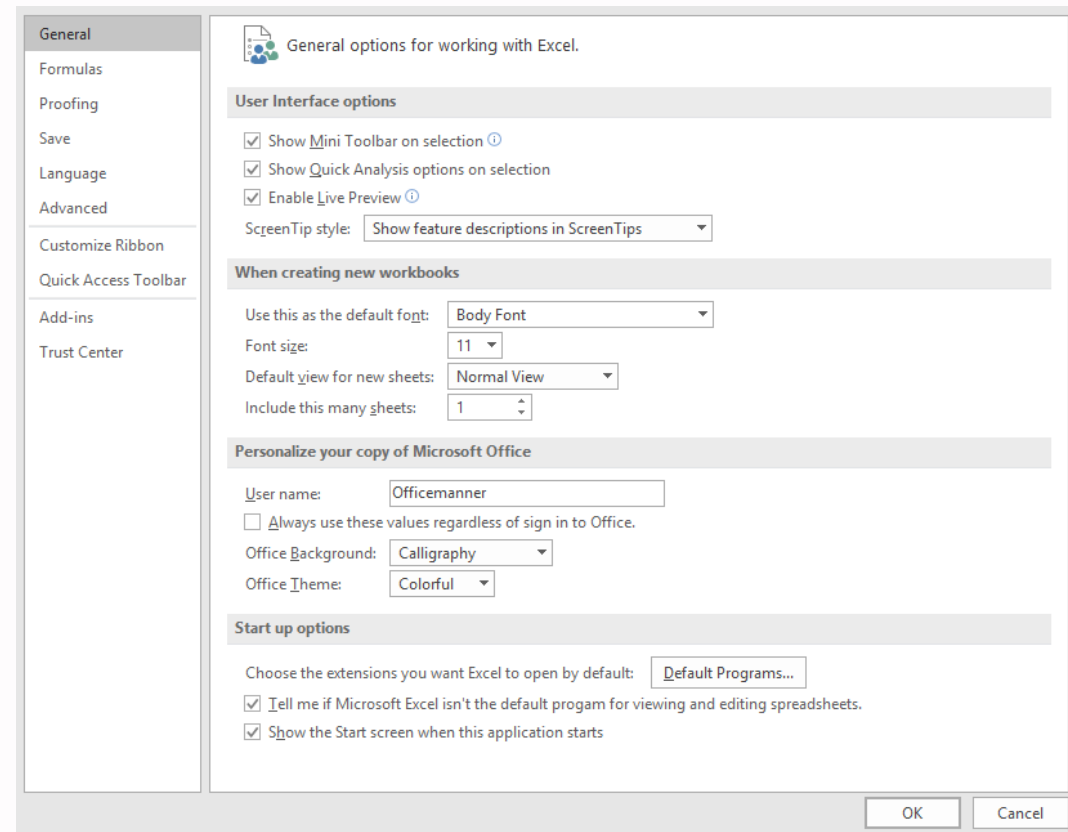 General
Formulas
Proofing
Save
Language
Advanced
Customize Ribbon
Quick Access Toolbar
Add-ins
Trust Center
General options for working with Excel.
User Interface options
Show Mini Toolbar on selection
Show Quick Analysis options on selection
Enable Live Preview
ScreenTip style: Show feature descriptions in ScreenTips
When creating new workbooks
Use this as the default font: Body Font
Font size: 11
Default view for new sheets: Normal View
Include this many sheets: 1
Personalize your copy of Microsoft Office
User name: Officemanner
Always use these values regardless of sign in to Office.
Office Background: Calligraphy
Office Theme: Colorful
Start up options
Choose the extensions you want Excel to open by default: Default Programs...
Tell me if Microsoft Excel isn't the default progam for viewing and editing spreadsheets.
Show the Start screen when this application starts
OK Cancel